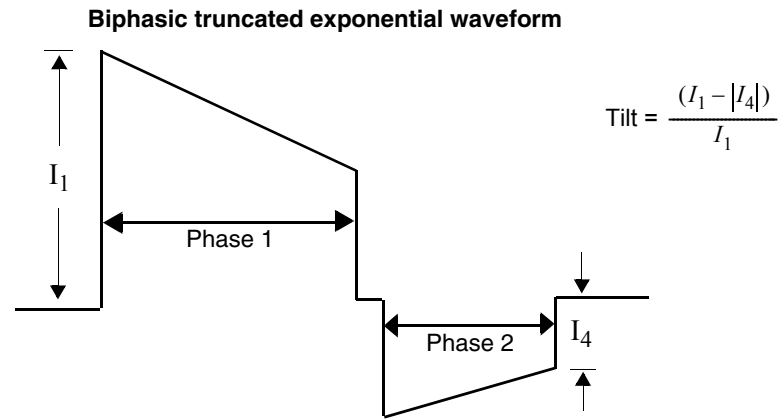 Biphasic truncated exponential waveform
Tilt = (I1 – |I4|) / I1
I1
Phase 1
Phase 2
I4